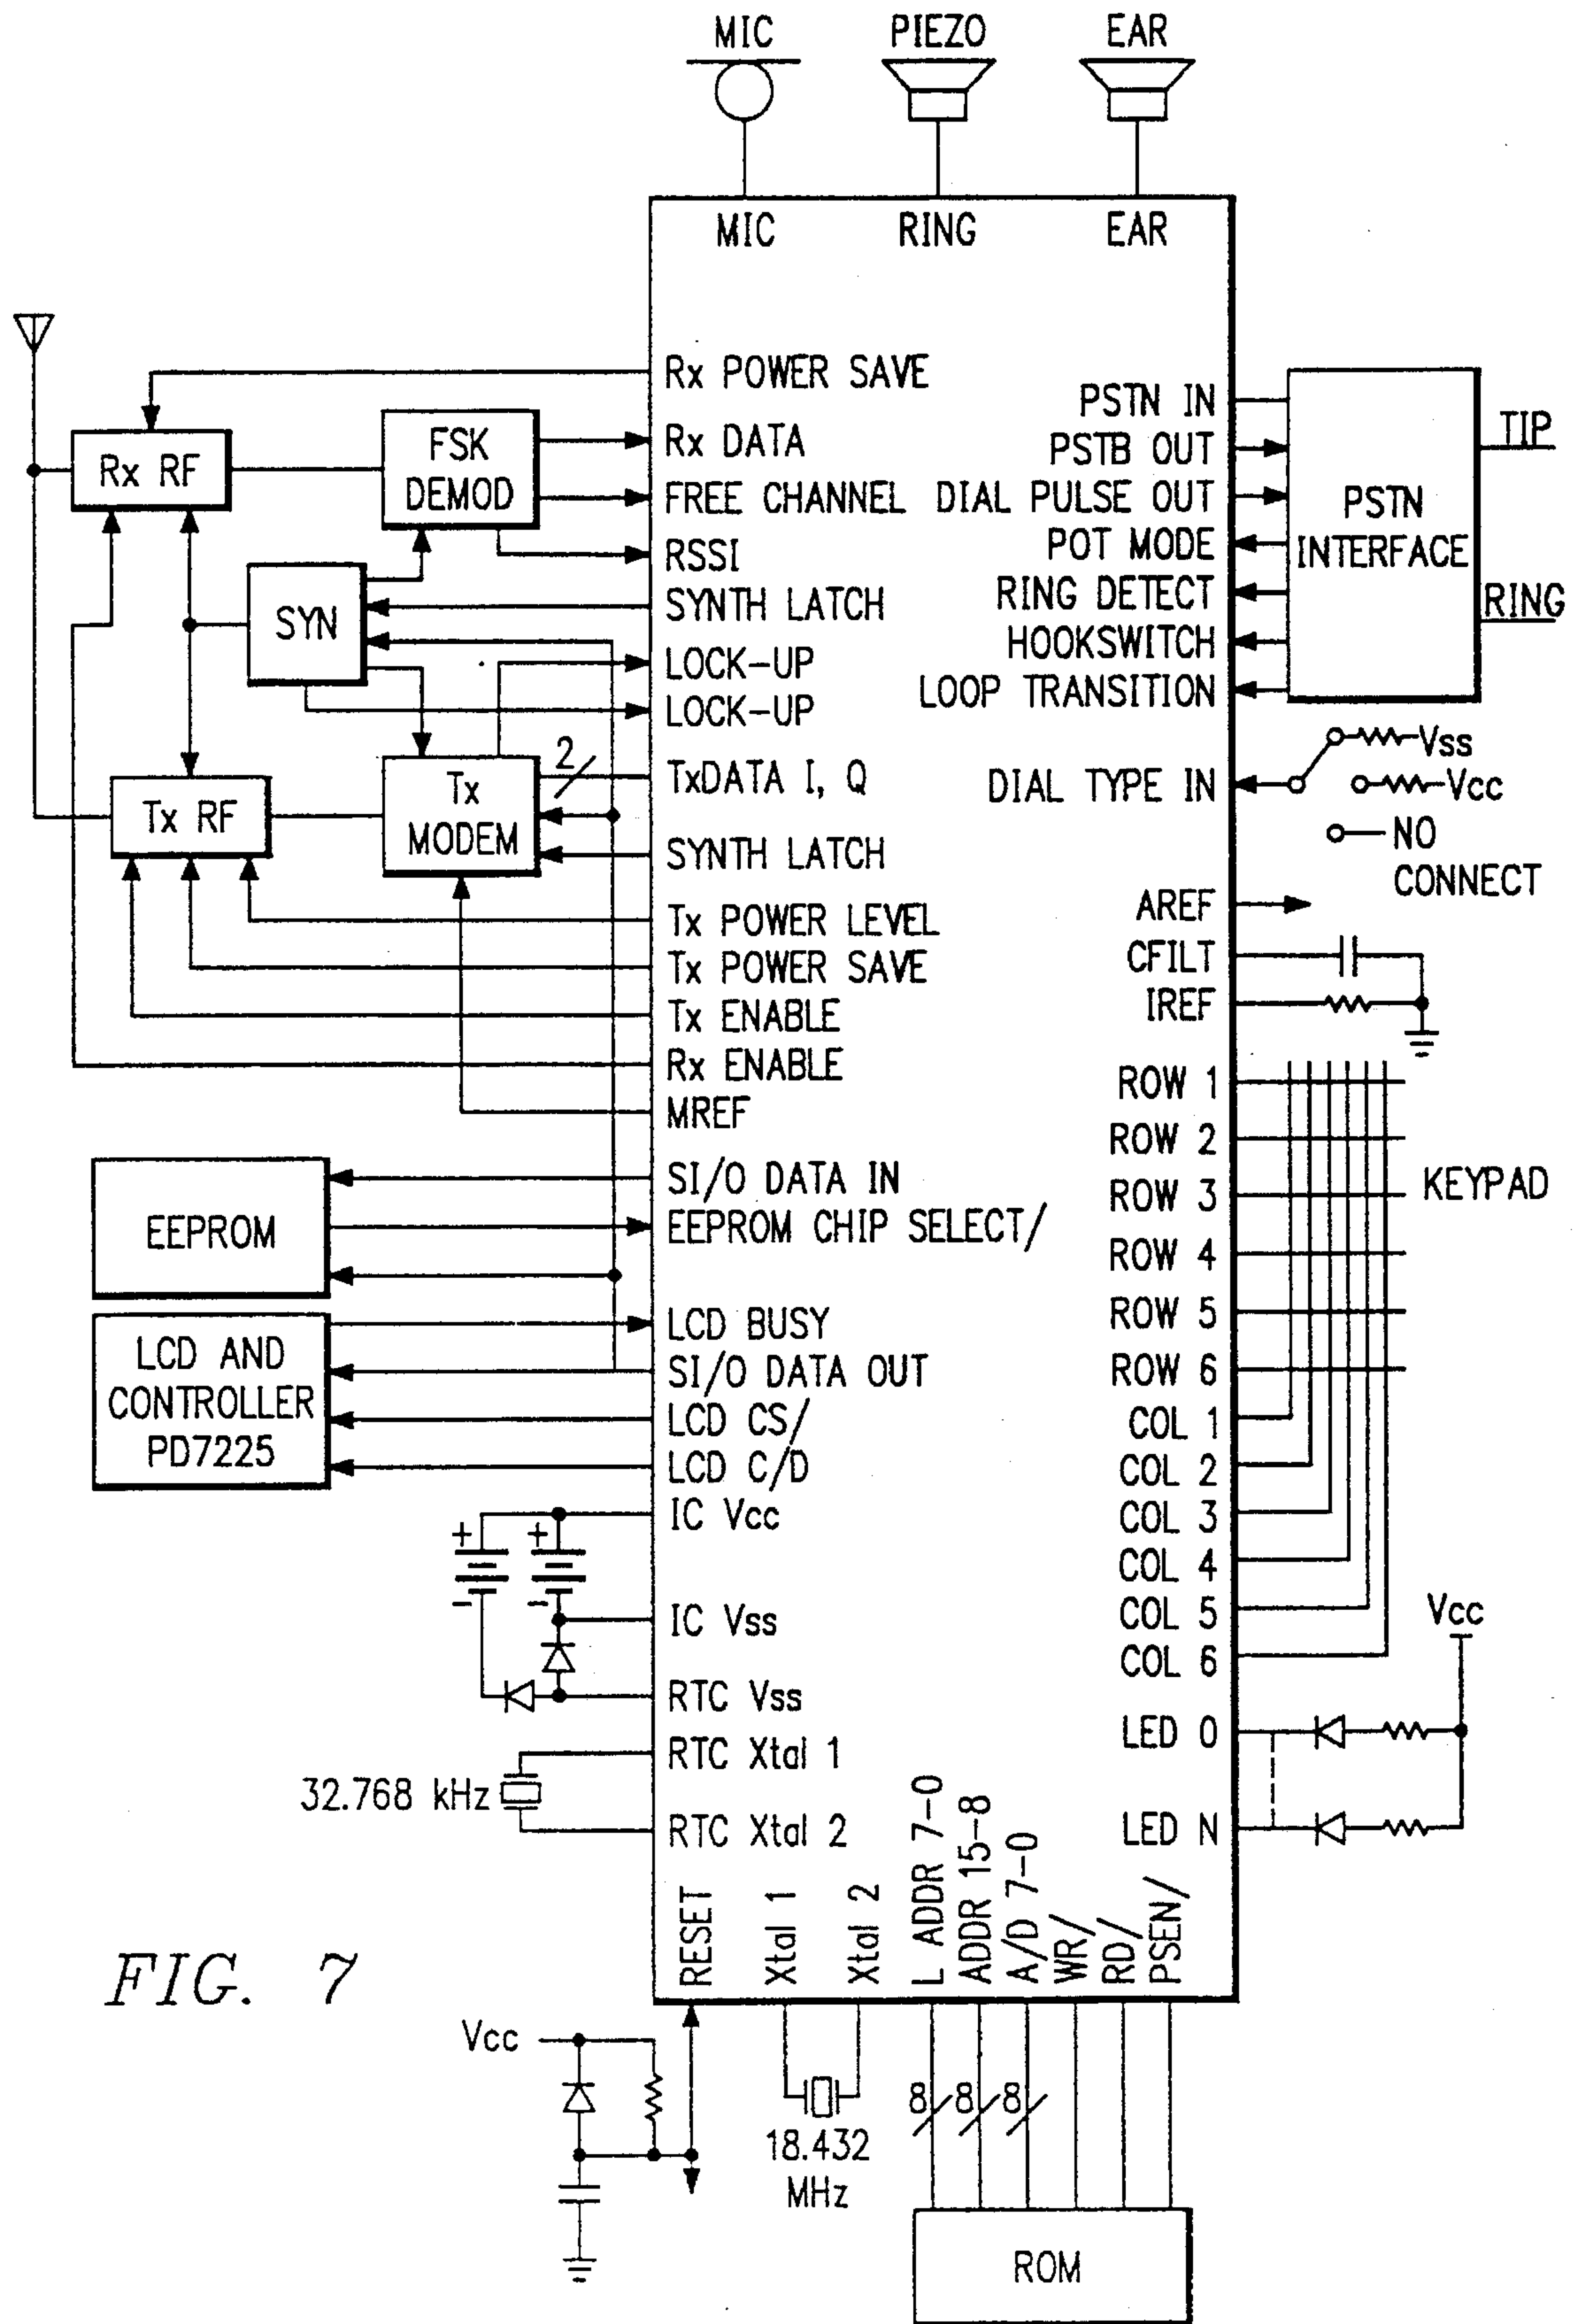 MIC
PIEZO
EAR
MIC
RING
EAR
Rx POWER SAVE
Rx DATA
FREE CHANNEL
RSSI
SYNTH LATCH
LOCK-UP
LOCK-UP
TxDATA I, Q
SYNTH LATCH
Tx POWER LEVEL
Tx POWER SAVE
Tx ENABLE
Rx ENABLE
MREF
SI/O DATA IN
EEPROM CHIP SELECT/
LCD BUSY
SI/O DATA OUT
LCD CS/
LCD C/D
IC Vcc
IC Vss
RTC Vss
RTC Xtal 1
RTC Xtal 2
Rx RF
FSK
DEMOD
SYN
2
Tx RF
Tx
MODEM
EEPROM
LCD AND
CONTROLLER
PD7225
+
+
-
-
32.768 kHz
PSTN IN
PSTB OUT
DIAL PULSE OUT
POT MODE
RING DETECT
HOOKSWITCH
LOOP TRANSITION
DIAL TYPE IN
AREF
CFILT
IREF
ROW 1
ROW 2
ROW 3
ROW 4
ROW 5
ROW 6
COL 1
COL 2
COL 3
COL 4
COL 5
COL 6
LED 0
LED N
PSTN
INTERFACE
TIP
RING
Vss
Vcc
NO
CONNECT
KEYPAD
Vcc
RESET
Xtal 1
Xtal 2
L ADDR 7-0
ADDR 15-8
A/D 7-0
WR/
RD/
PSEN/
FIG. 7
Vcc
18.432
MHz
8
8
8
ROM